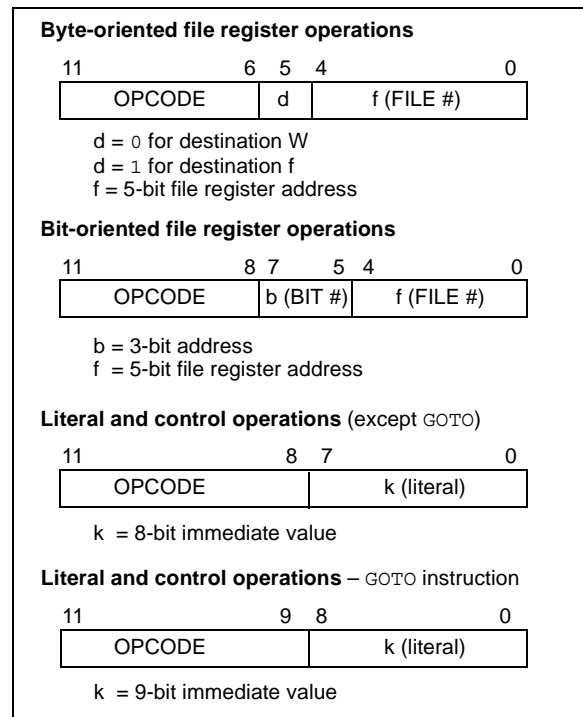 Byte-oriented file register operations
11 6 5 4 0
OPCODE d f (FILE #)
d = 0 for destination W
d = 1 for destination f
f = 5-bit file register address
Bit-oriented file register operations
11 8 7 5 4 0
OPCODE b (BIT #) f (FILE #)
b = 3-bit address
f = 5-bit file register address
Literal and control operations (except GOTO)
11 8 7 0
OPCODE k (literal)
k = 8-bit immediate value
Literal and control operations – GOTO instruction
11 9 8 0
OPCODE k (literal)
k = 9-bit immediate value